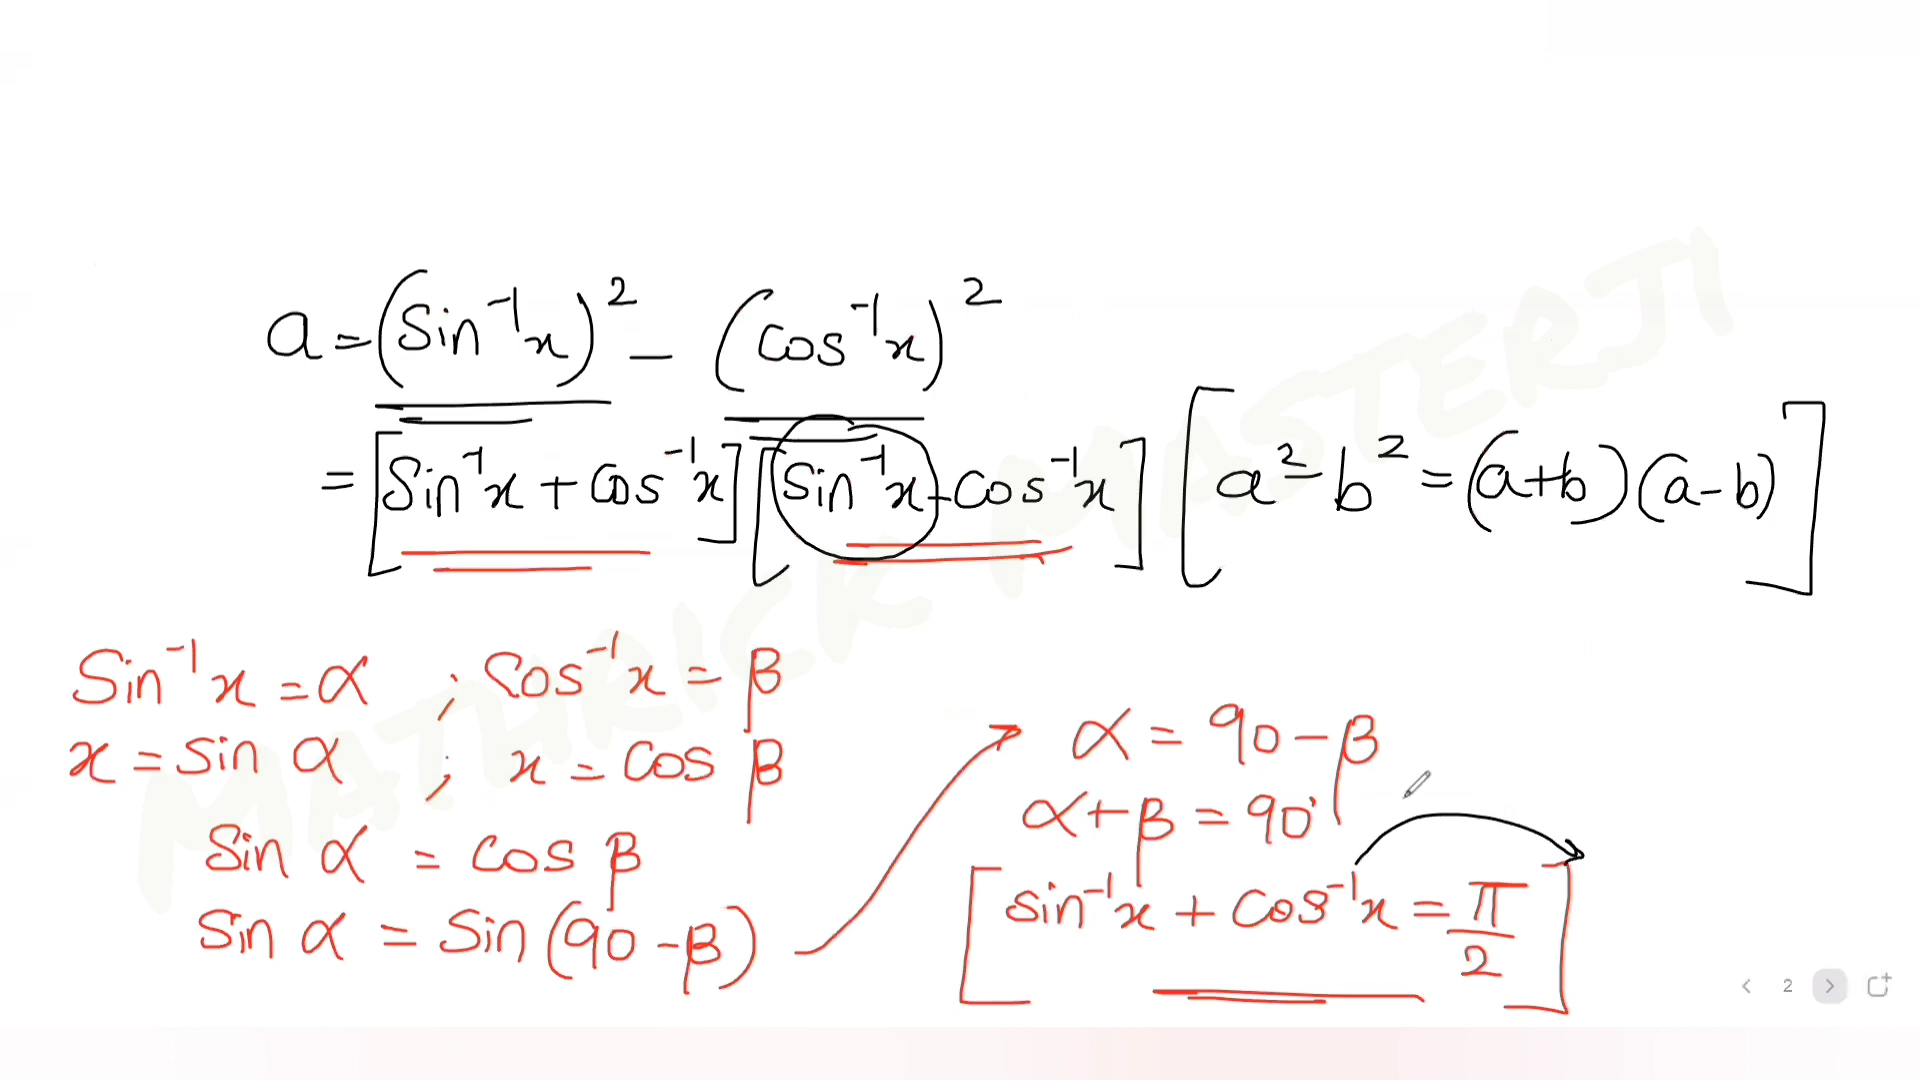 a = (Sin⁻¹x)² – (cos⁻¹x)²
= [Sin⁻¹x + cos⁻¹x] [Sin⁻¹x - cos⁻¹x] [a² - b² = (a+b)(a-b)]
Sin⁻¹x = α ; Cos⁻¹x = β
x = sin α ; x = cos β
Sin α = cos β
Sin α = Sin (90 - β)
α = 90 - β
α + β = 90°
[sin⁻¹x + cos⁻¹x = π/2]
MATHRICK MASTERJI
2